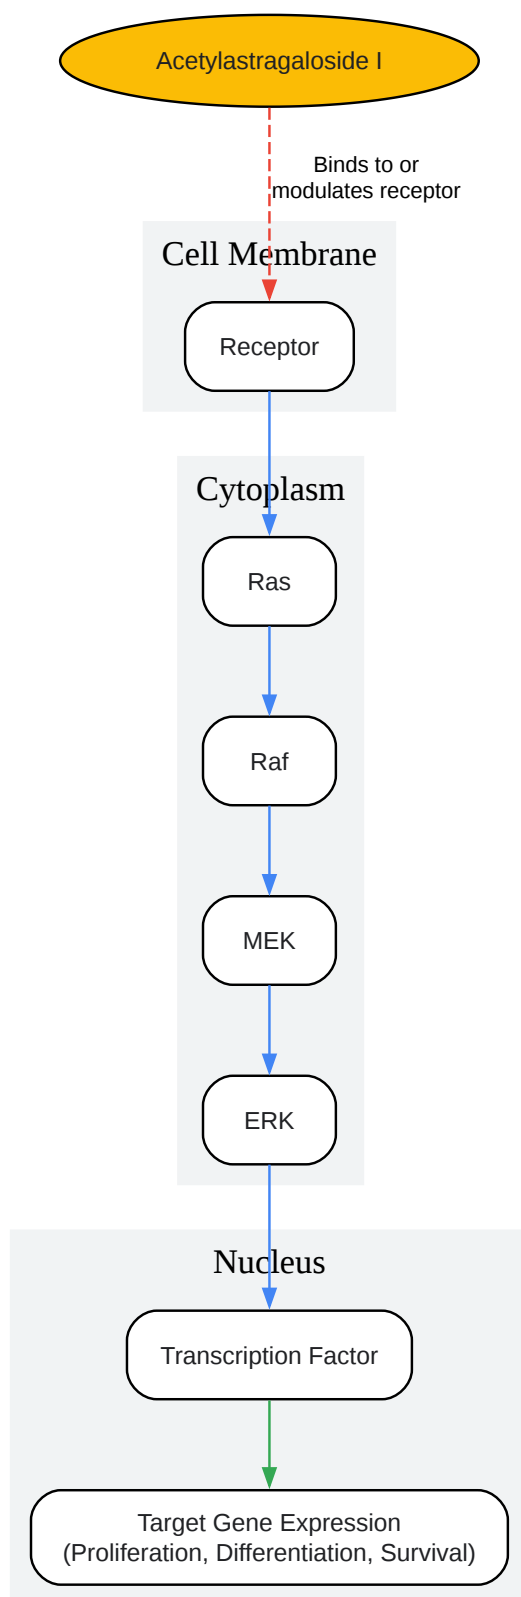 Acetylastragaloside I
Binds to or
modulates receptor
Cell Membrane
Receptor
Cytoplasm
Ras
Raf
MEK
ERK
Nucleus
Transcription Factor
Target Gene Expression
(Proliferation, Differentiation, Survival)